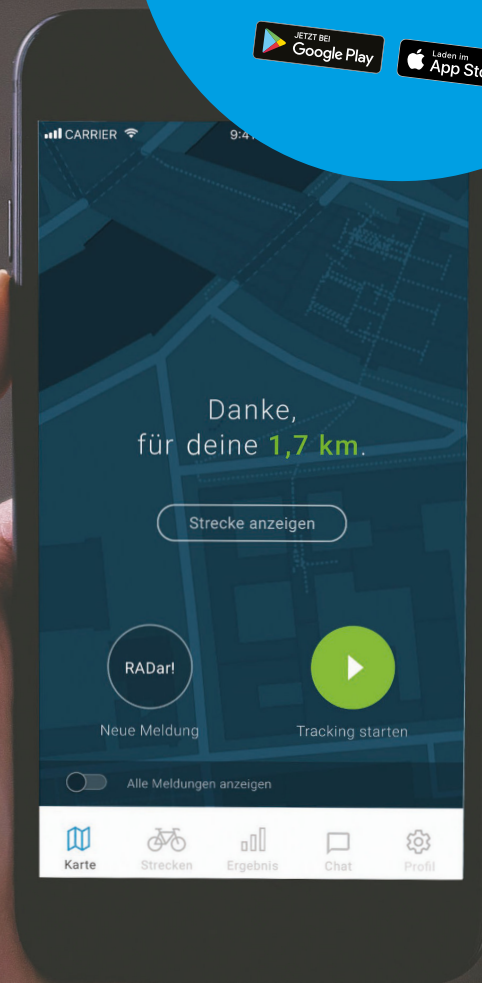 JETZT BEI
Google Play
Laden im
App Sto
CARRIER
9:4
Danke,
für deine 1,7 km.
Strecke anzeigen
RADar!
Neue Meldung
Tracking starten
Alle Meldungen anzeigen
Karte
Strecken
Ergebnis
Chat
Profil